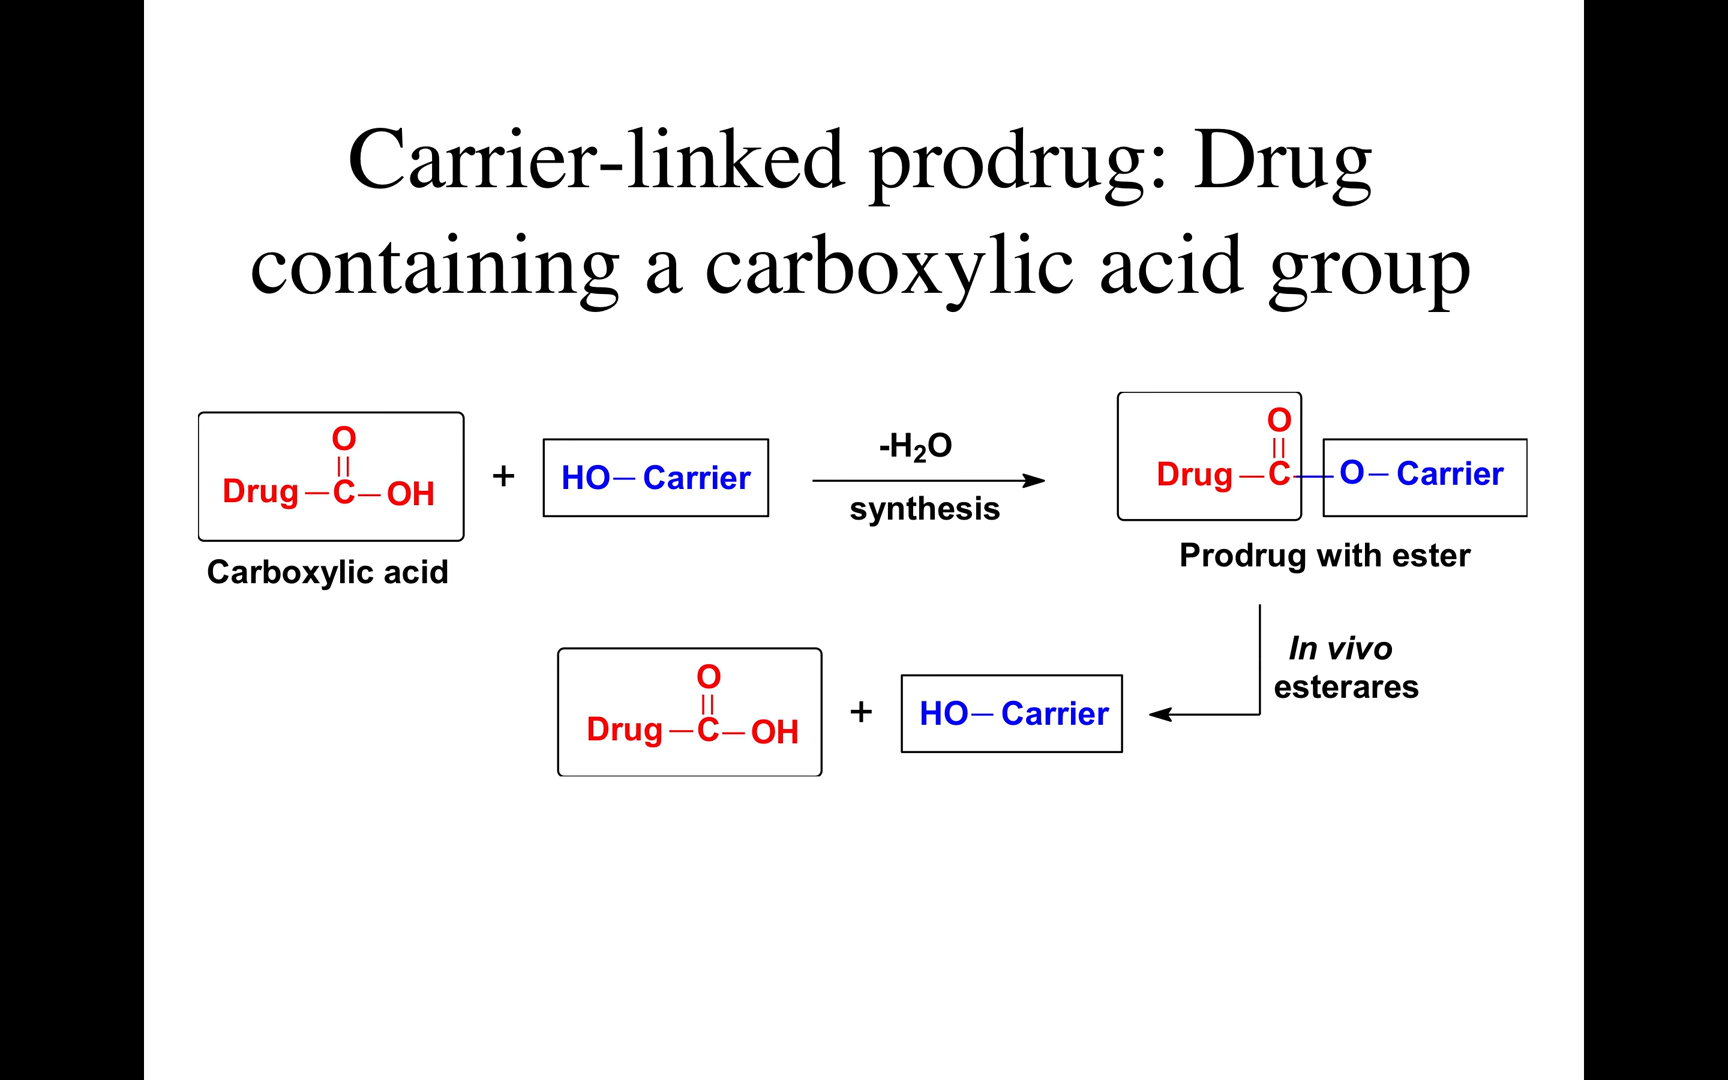 Carrier-linked prodrug: Drug
containing a carboxylic acid group
O
Drug–C–OH
+
HO–Carrier
-H₂O
synthesis
O
Drug–C–O–Carrier
Carboxylic acid
Prodrug with ester
In vivo
esterares
O
Drug–C–OH
+
HO–Carrier